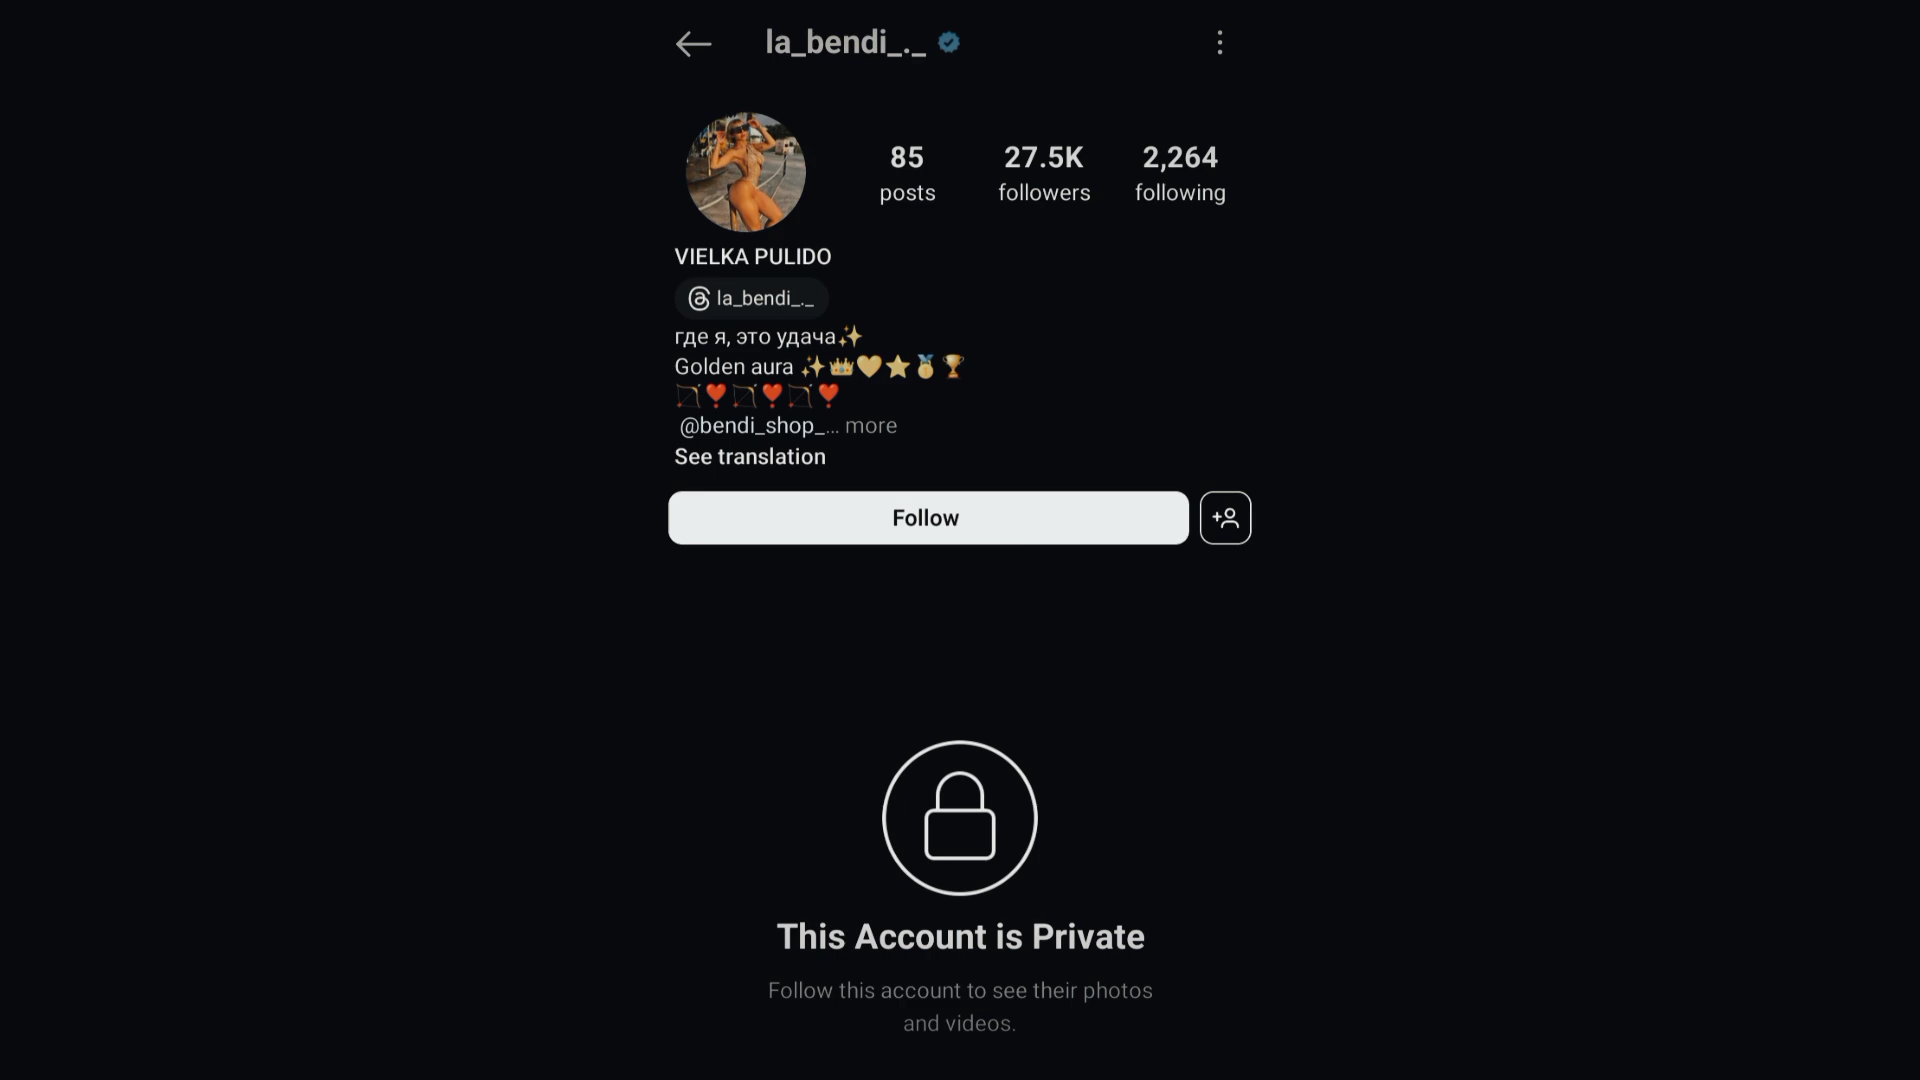 la_bendi_._
85 27.5K 2,264
posts followers following
VIELKA PULIDO
la_bendi_._
где я, это удача✨
Golden aura ✨👑💛⭐🏅🏆
🏹❣️🏹❣️🏹❣️
@bendi_shop_... more
See translation
Follow
This Account is Private
Follow this account to see their photos
and videos.